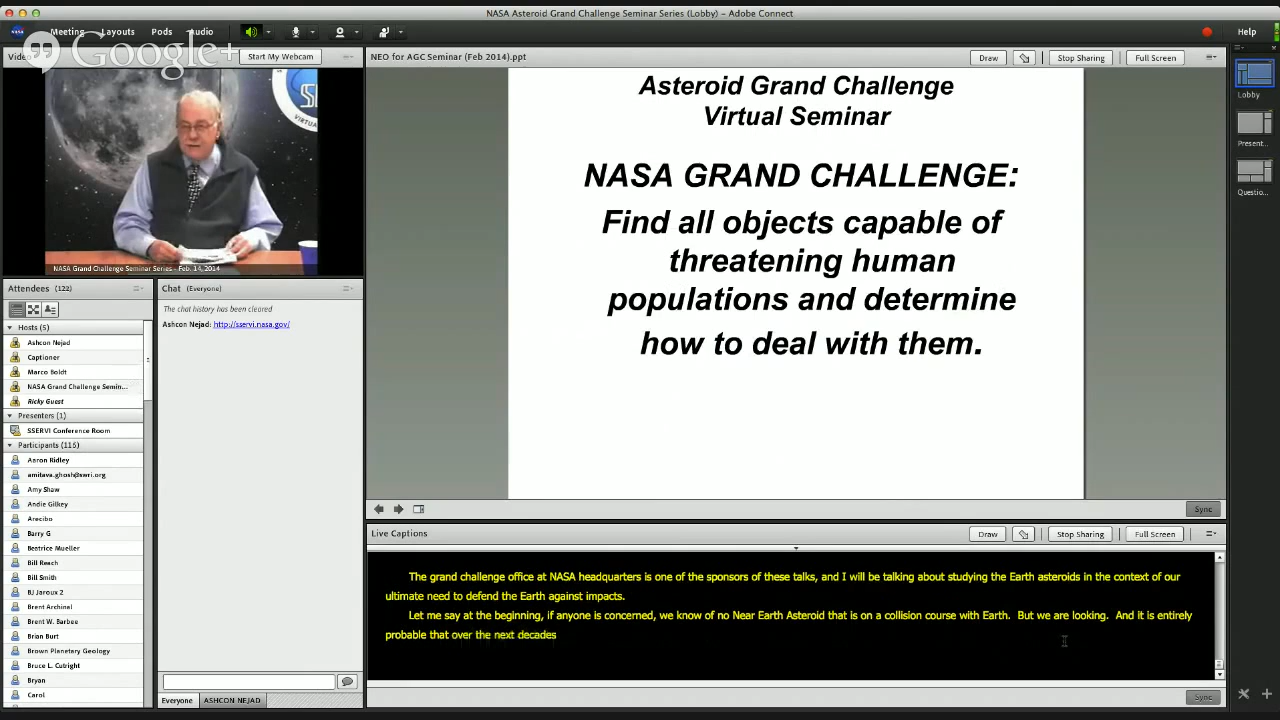 NASA Asteroid Grand Challenge Seminar Series (Lobby) - Adobe Connect
Meeting Layouts Pods Audio Help
Google+
Video Start My Webcam
NASA Grand Challenge Seminar Series - Feb. 14, 2014
Attendees (122)
Hosts (5)
Ashcon Nejad
Captioner
Marco Boldt
NASA Grand Challenge Semin...
Ricky Guest
Presenters (1)
SSERVI Conference Room
Participants (116)
Aaron Ridley
amitava.ghosh@swri.org
Amy Shaw
Andie Gilkey
Arecibo
Barry G
Beatrice Mueller
Bill Reach
Bill Smith
BJ Jaroux 2
Brent Archinel
Brent W. Barbee
Brian Burt
Brown Planetary Geology
Bruce L. Cutright
Bryan
Carol
Chat (Everyone)
The chat history has been cleared
Ashcon Nejad: http://sservi.nasa.gov/
Everyone ASHCON NEJAD
NEO for AGC Seminar (Feb 2014).ppt Draw Stop Sharing Full Screen
Asteroid Grand Challenge
Virtual Seminar
NASA GRAND CHALLENGE:
Find all objects capable of
threatening human
populations and determine
how to deal with them.
Sync
Live Captions Draw Stop Sharing Full Screen
The grand challenge office at NASA headquarters is one of the sponsors of these talks, and I will be talking about studying the Earth asteroids in the context of our
ultimate need to defend the Earth against impacts.
Let me say at the beginning, if anyone is concerned, we know of no Near Earth Asteroid that is on a collision course with Earth. But we are looking. And it is entirely
probable that over the next decades
Sync
Lobby
Present...
Questio...